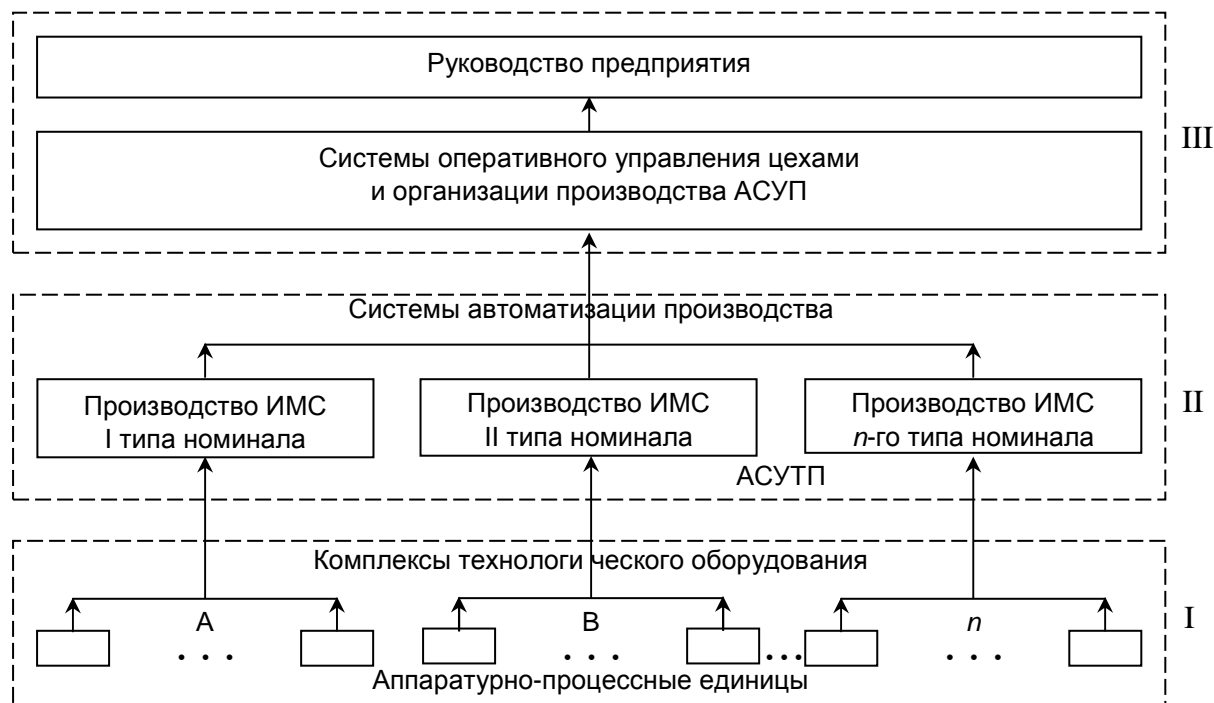 Руководство предприятия
Системы оперативного управления цехами
и организации производства АСУП
III
Системы автоматизации производства
Производство ИМС
I типа номинала
Производство ИМС
II типа номинала
Производство ИМС
n-го типа номинала
II
АСУТП
Комплексы технологи ческого оборудования
A
B
n
I
. . .
. . .
...
. . .
Аппаратурно-процессные единицы